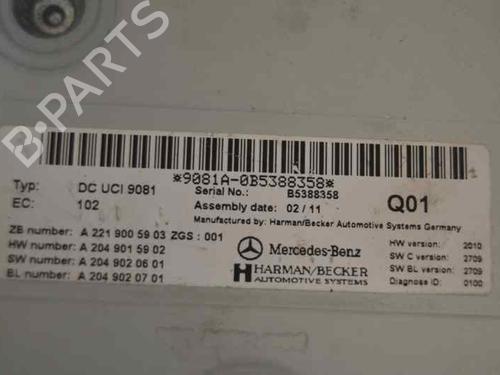 B-PARTS
*9081A-0B5388358*
Typ: DC UCI 9081 Serial No.: B5388358
EC: 102 Assembly date: 02/11 Q01
Manufactured by: Harman/Becker Automotive Systems Germany
ZB number: A 221 900 59 03 ZGS : 001
HW number: A 204 901 59 02
SW number: A 204 902 06 01
BL number: A 204 902 07 01
Mercedes-Benz
HARMAN/BECKER
AUTOMOTIVE SYSTEMS
HW version: 2010
SW C version: 2709
SW BL version: 2709
Diagnose ID: 0100